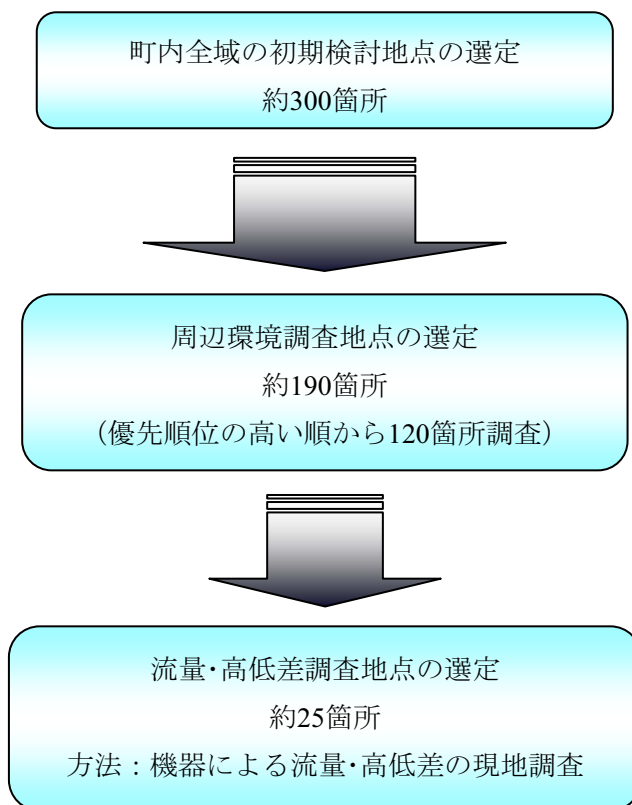 町内全域の初期検討地点の選定
約300箇所
周辺環境調査地点の選定
約190箇所
（優先順位の高い順から120箇所調査）
流量･高低差調査地点の選定
約25箇所
方法：機器による流量･高低差の現地調査